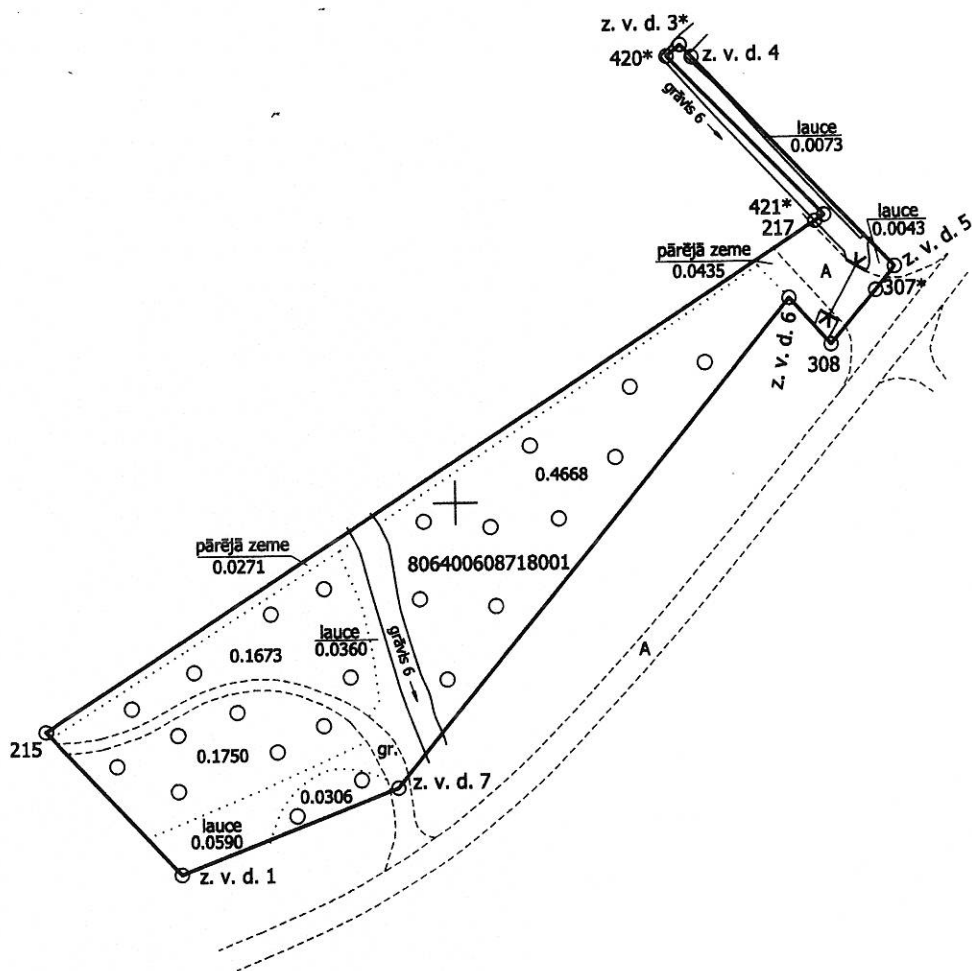 z. v. d. 3*
420*
z. v. d. 4
grāvis 6
lauce
0.0073
421*
217
lauce
0.0043
z. v. d. 5
pārējā zeme
0.0435
A
307*
z. v. d. 6
308
0.4668
pārējā zeme
0.0271
806400608718001
lauce
0.0360
grāvis 6
0.1673
A
215
0.1750
gr.
z. v. d. 7
0.0306
lauce
0.0590
z. v. d. 1